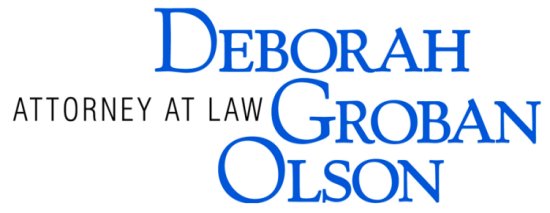 DEBORAH
ATTORNEY AT LAW GROBAN
OLSON